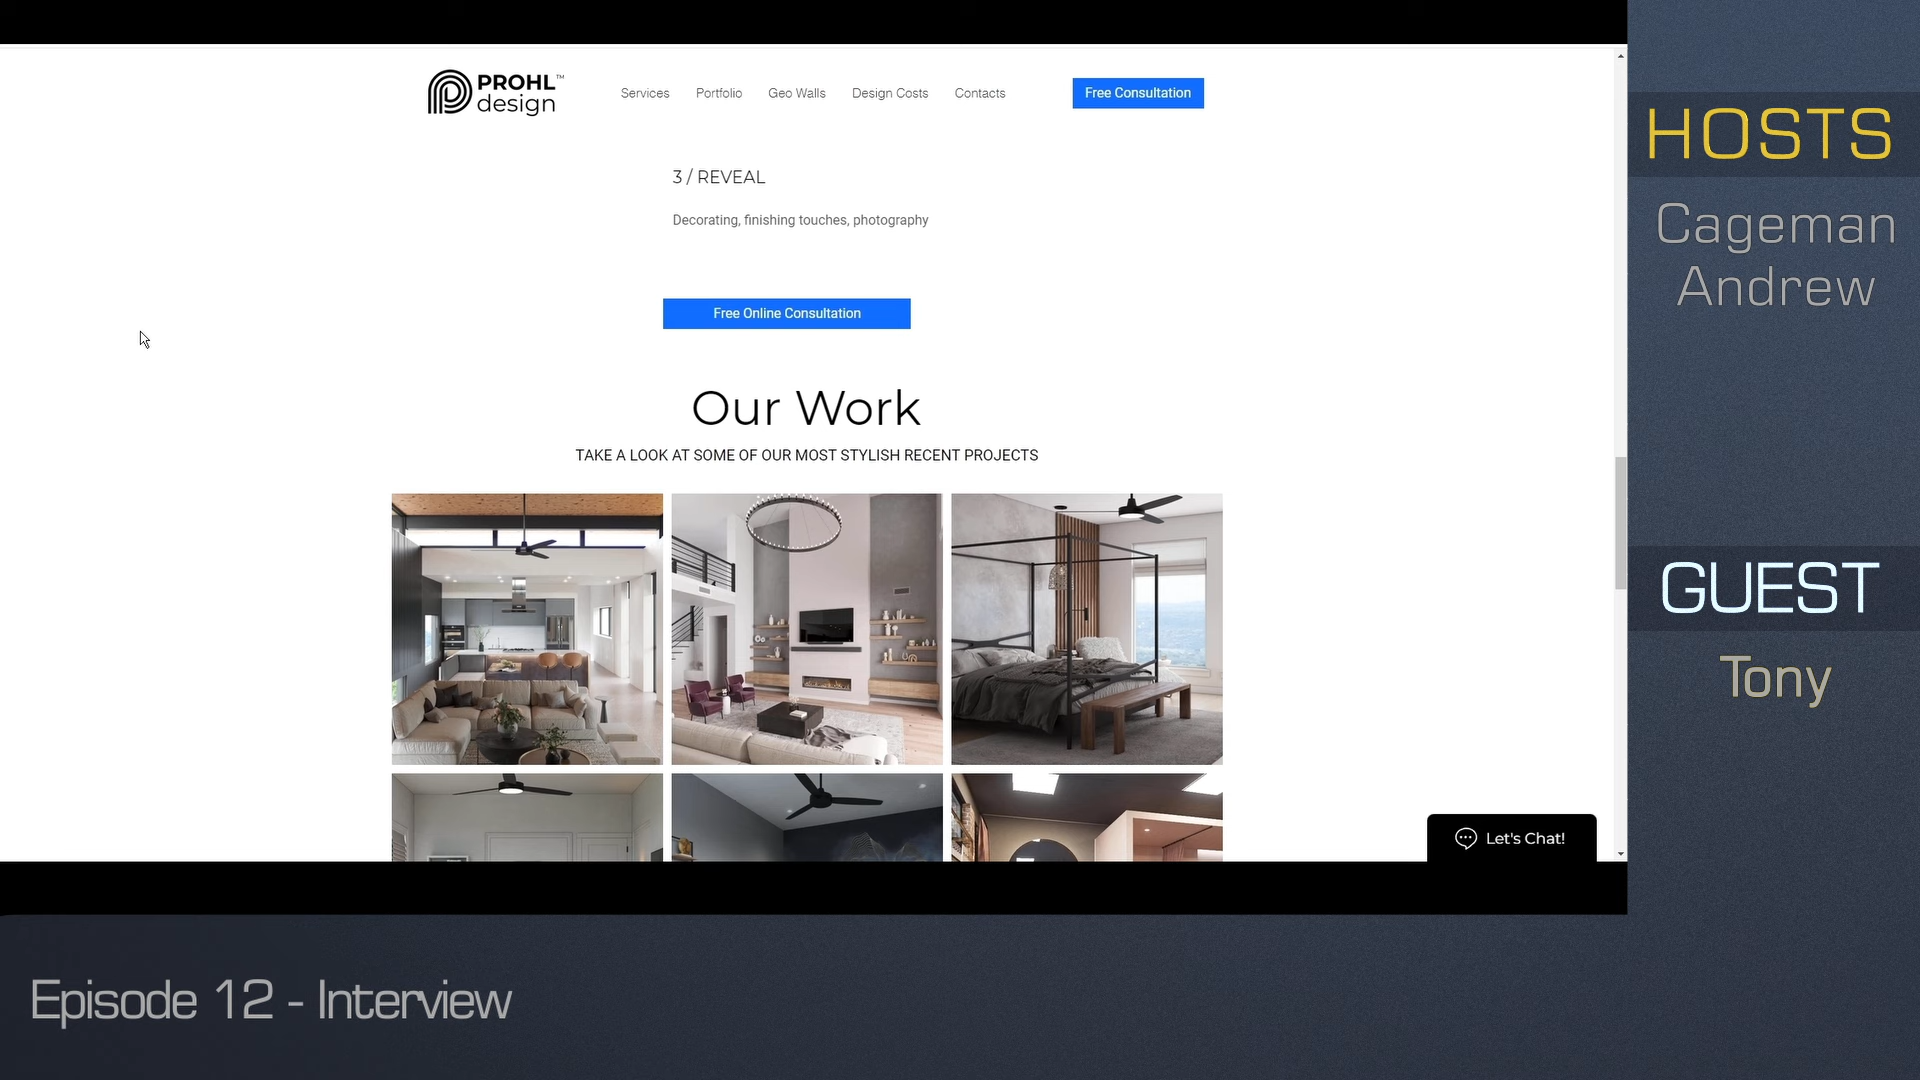 PROHL™
design
Services
Portfolio
Geo Walls
Design Costs
Contacts
Free Consultation
3 / REVEAL
Decorating, finishing touches, photography
Free Online Consultation
Our Work
TAKE A LOOK AT SOME OF OUR MOST STYLISH RECENT PROJECTS
Let's Chat!
HOSTS
Cageman
Andrew
GUEST
Tony
Episode 12 - Interview